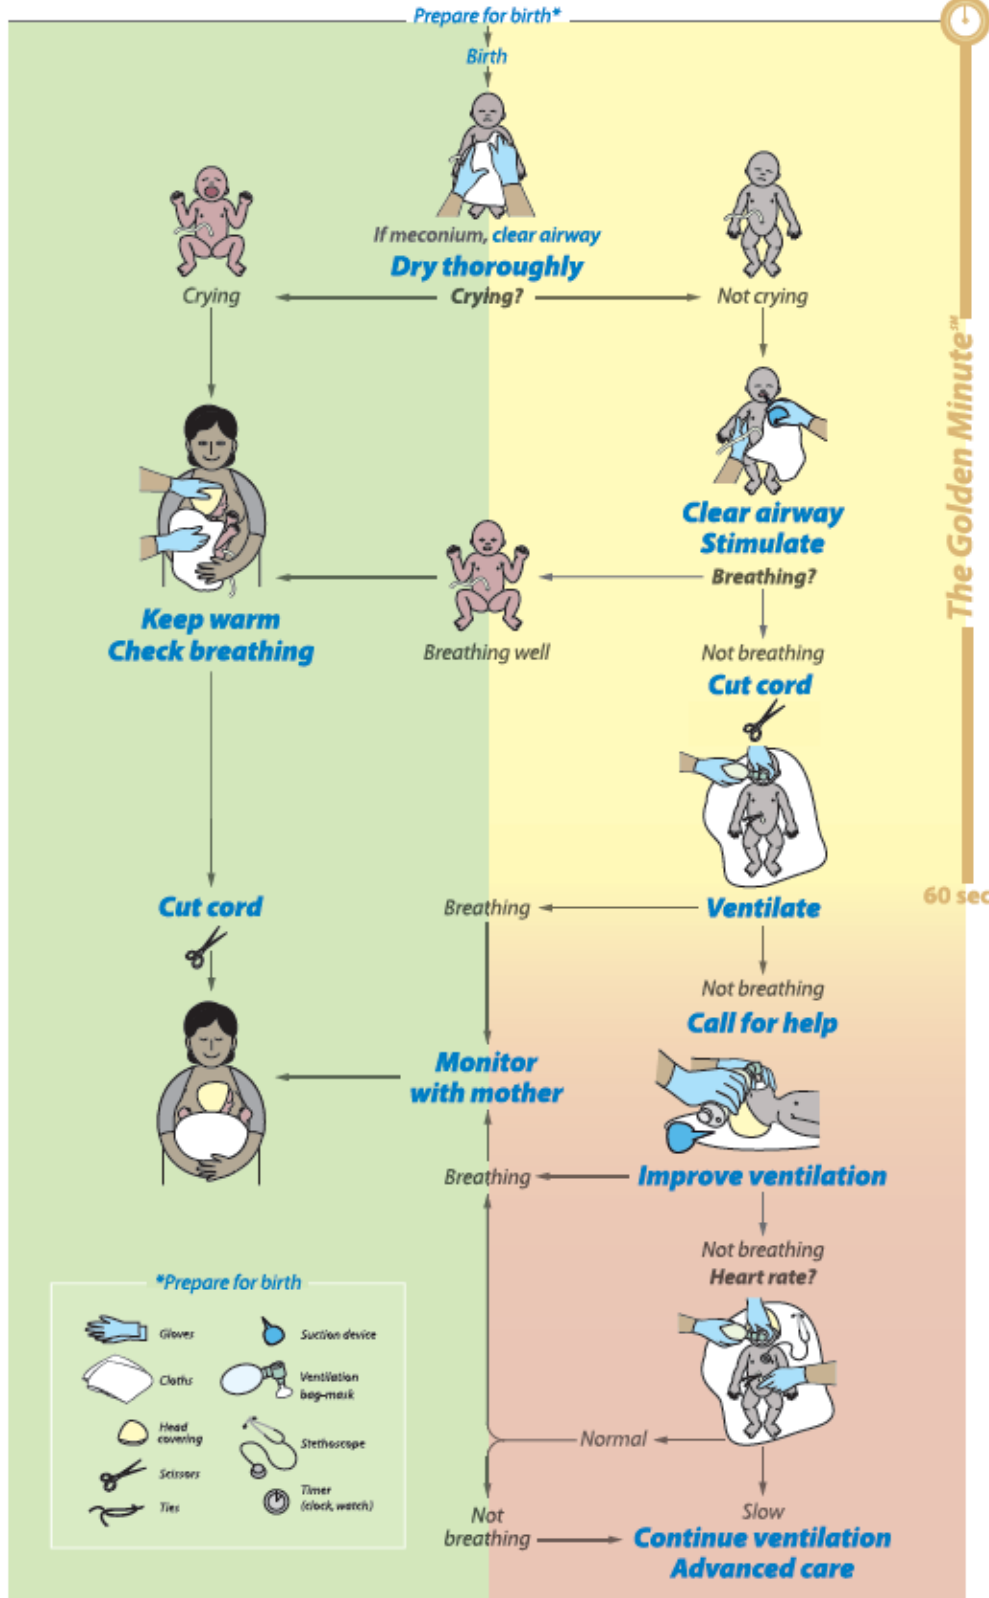 Prepare for birth*
Birth
If meconium, clear airway
Dry thoroughly
Crying
Crying?
Not crying
The Golden Minute℠
Clear airway
Stimulate
Breathing?
Keep warm
Check breathing
Breathing well
Not breathing
Cut cord
60 sec
Cut cord
Breathing
Ventilate
Not breathing
Call for help
Monitor
with mother
Breathing
Improve ventilation
Not breathing
Heart rate?
*Prepare for birth
Gloves
Suction device
Cloths
Ventilation
bag-mask
Head
covering
Stethoscope
Scissors
Ties
Timer
(clock, watch)
Normal
Not
breathing
Slow
Continue ventilation
Advanced care